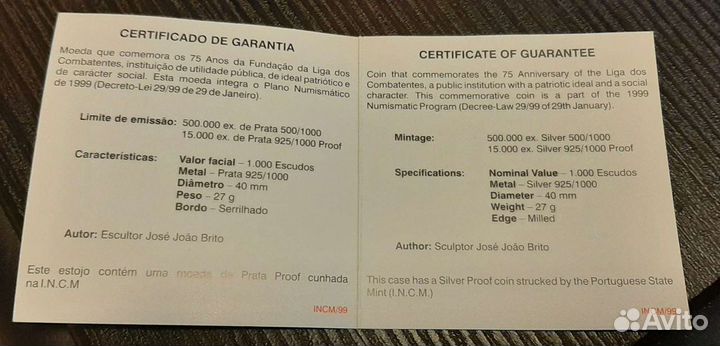 CERTIFICADO DE GARANTIA
Moeda que comemora os 75 Anos da Fundação da Liga dos
Combatentes, instituição de utilidade pública, de ideal patriótico e
de carácter social. Esta moeda integra o Plano Numismático
de 1999 (Decreto-Lei 29/99 de 29 de Janeiro).
Limite de emissão: 500.000 ex. de Prata 500/1000
15.000 ex. de Prata 925/1000 Proof
Características: Valor facial – 1.000 Escudos
Metal – Prata 925/1000
Diâmetro – 40 mm
Peso – 27 g
Bordo – Serrilhado
Autor: Escultor José João Brito
Este estojo contém uma moeda de Prata Proof cunhada
na I.N.C.M
INCM/99
CERTIFICATE OF GUARANTEE
Coin that commemorates the 75 Anniversary of the Liga dos
Combatentes, a public institution with a patriotic ideal and a social
character. This commemorative coin is a part of the 1999
Numismatic Program (Decree-Law 29/99 of 29th January).
Mintage: 500.000 ex. Silver 500/1000
15.000 ex. Silver 925/1000 Proof
Specifications: Nominal Value – 1.000 Escudos
Metal – Silver 925/1000
Diameter – 40 mm
Weight – 27 g
Edge – Milled
Author: Sculptor José João Brito
This case has a Silver Proof coin strucked by the Portuguese State
Mint (I.N.C.M.)
INCM/99
Avito